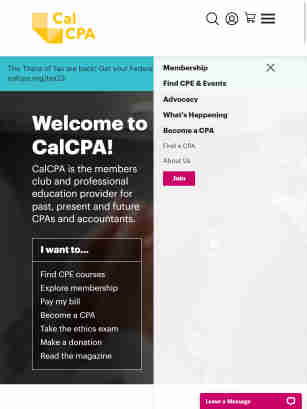 Cal
CPA
The Titans of Tax are back! Get your Federa
calcpa.org/tes23
Membership
Find CPE & Events
Advocacy
What's Happening
Become a CPA
Find a CPA
About Us
Join
Welcome to
CalCPA!
CalCPA is the members
club and professional
education provider for
past, present and future
CPAs and accountants.
I want to...
Find CPE courses
Explore membership
Pay my bill
Become a CPA
Take the ethics exam
Make a donation
Read the magazine
Leave a Message